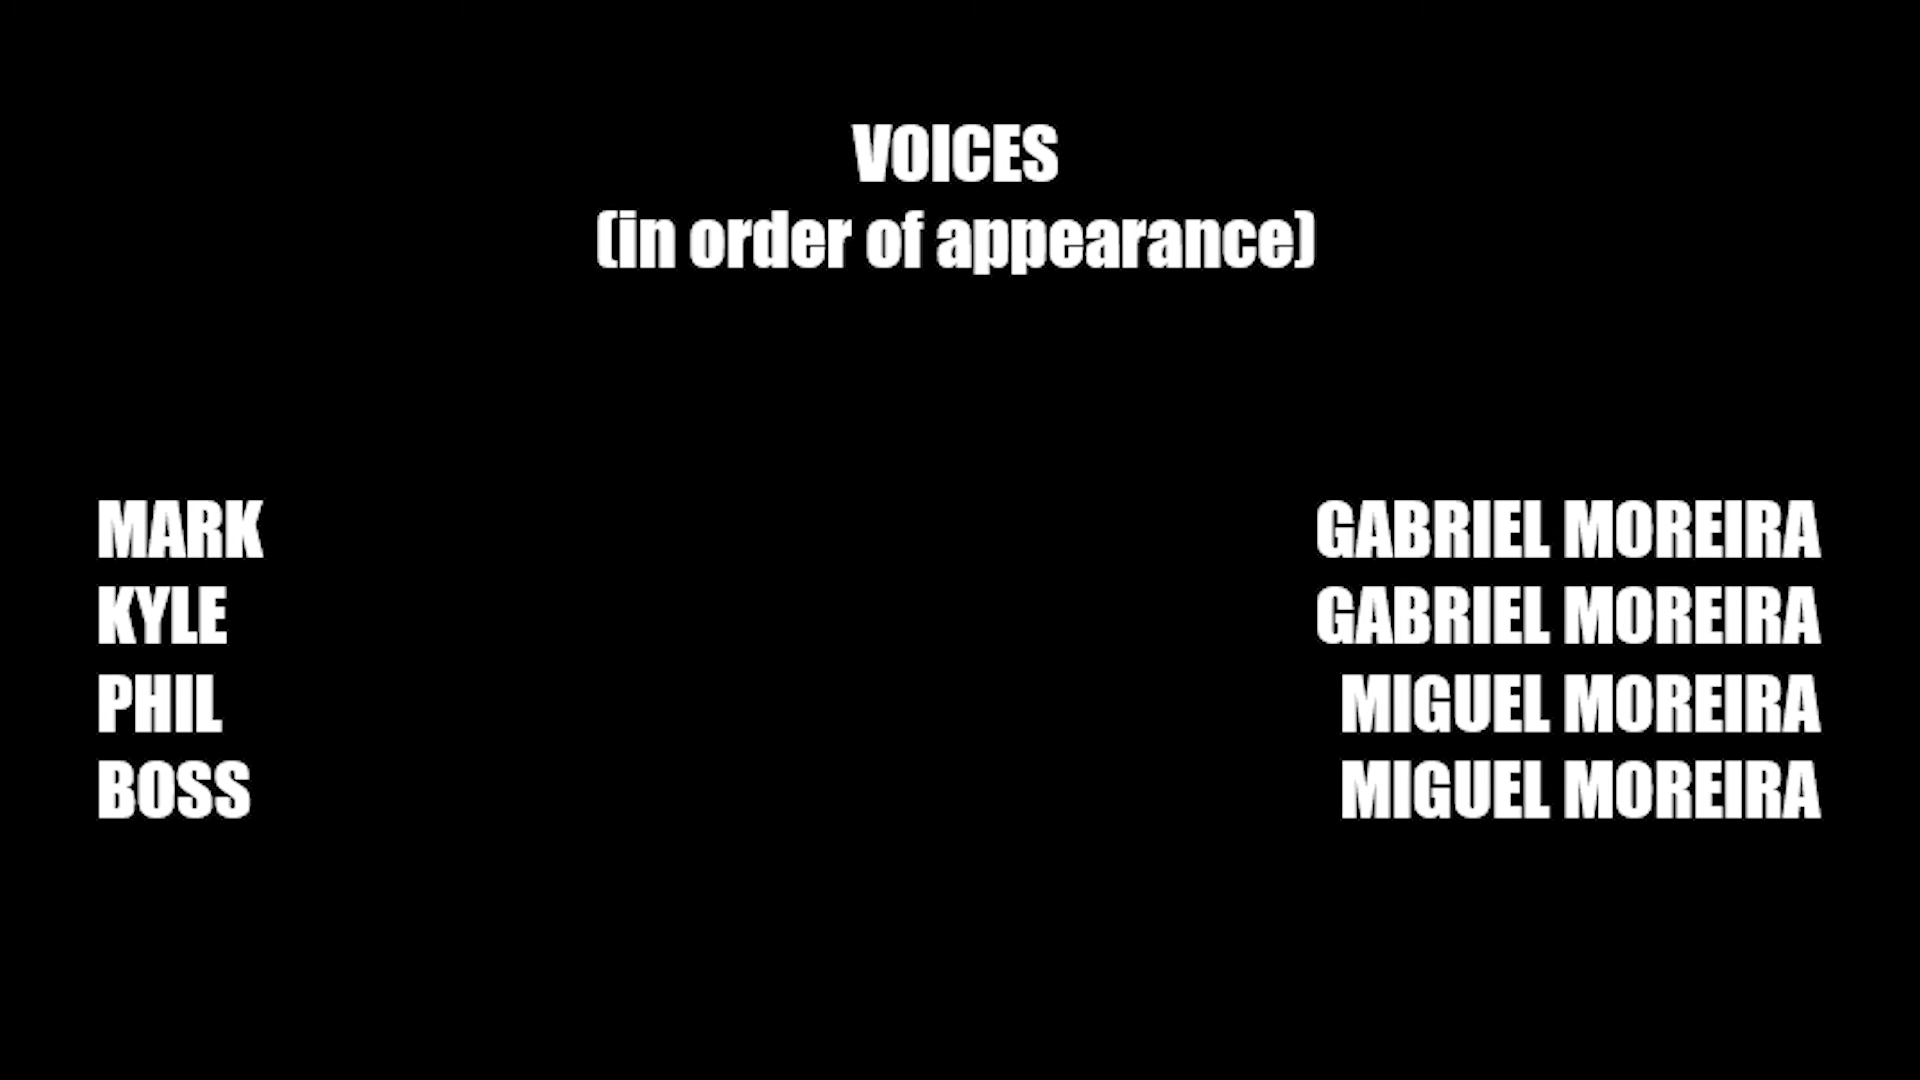 VOICES
(in order of appearance)
MARK GABRIEL MOREIRA
KYLE GABRIEL MOREIRA
PHIL MIGUEL MOREIRA
BOSS MIGUEL MOREIRA